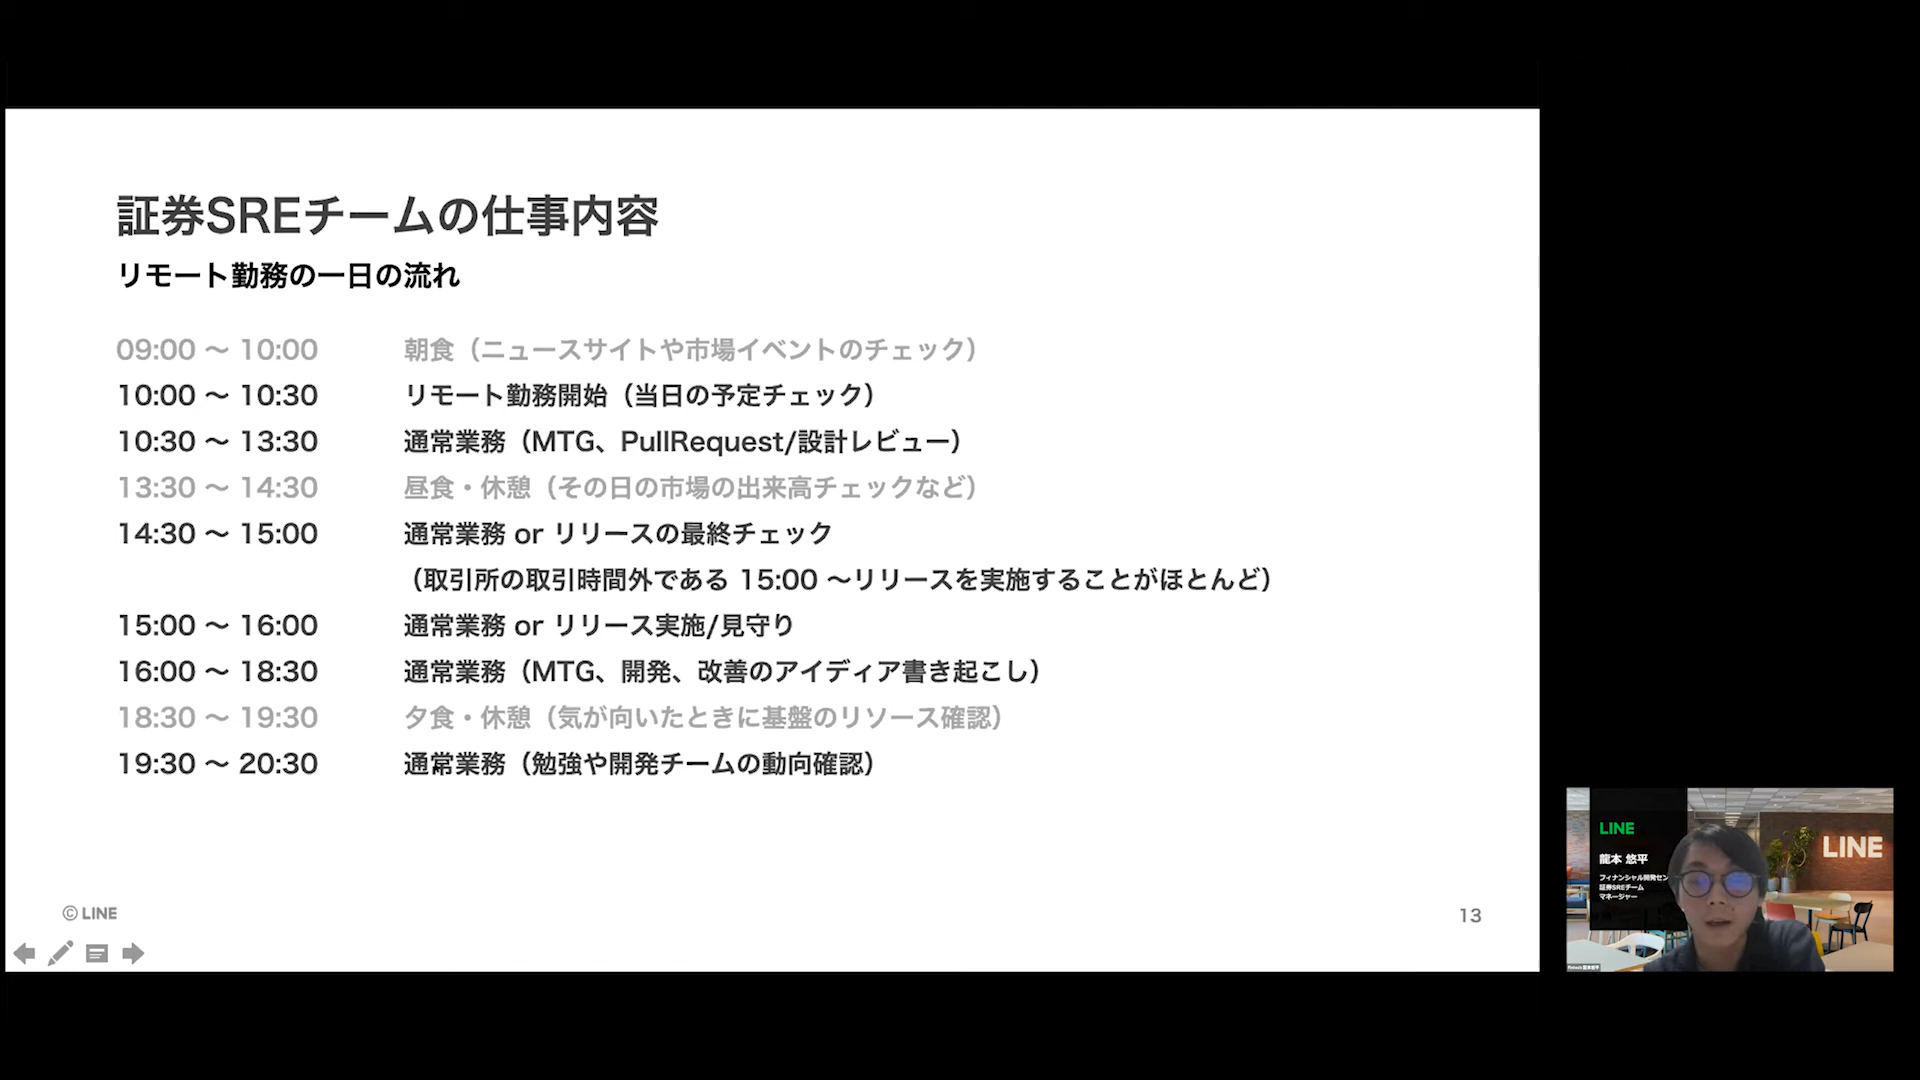 証券SREチームの仕事内容
リモート勤務の一日の流れ
09:00 〜 10:00 朝食（ニュースサイトや市場イベントのチェック）
10:00 〜 10:30 リモート勤務開始（当日の予定チェック）
10:30 〜 13:30 通常業務（MTG、PullRequest/設計レビュー）
13:30 〜 14:30 昼食・休憩（その日の市場の出来高チェックなど）
14:30 〜 15:00 通常業務 or リリースの最終チェック
（取引所の取引時間外である 15:00 〜リリースを実施することがほとんど）
15:00 〜 16:00 通常業務 or リリース実施/見守り
16:00 〜 18:30 通常業務（MTG、開発、改善のアイディア書き起こし）
18:30 〜 19:30 夕食・休憩（気が向いたときに基盤のリソース確認）
19:30 〜 20:30 通常業務（勉強や開発チームの動向確認）
© LINE
13
LINE
龍本 悠平
フィナンシャル開発セン
証券SREチーム
マネージャー
LINE